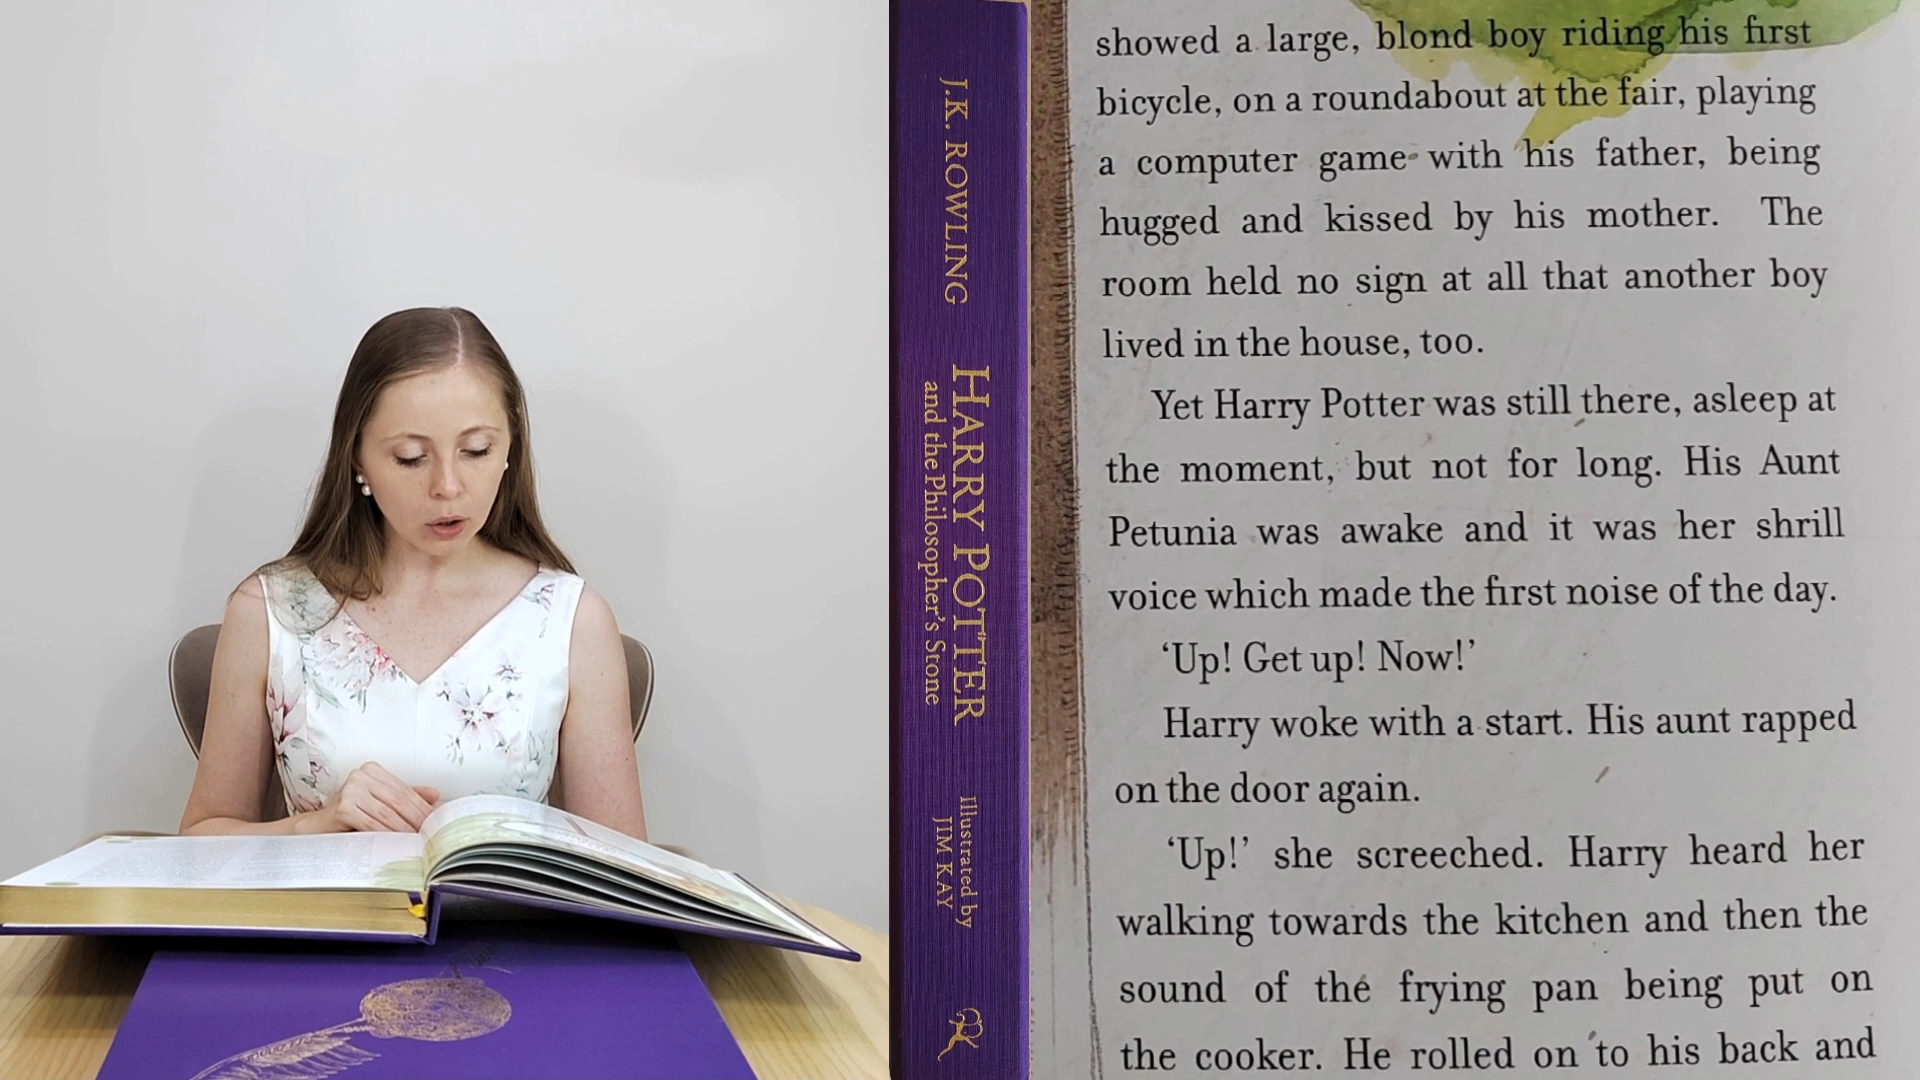 J.K. ROWLING
HARRY POTTER
and the Philosopher's Stone
Illustrated by
JIM KAY
showed a large, blond boy riding his first
bicycle, on a roundabout at the fair, playing
a computer game with his father, being
hugged and kissed by his mother. The
room held no sign at all that another boy
lived in the house, too.
Yet Harry Potter was still there, asleep at
the moment, but not for long. His Aunt
Petunia was awake and it was her shrill
voice which made the first noise of the day.
‘Up! Get up! Now!’
Harry woke with a start. His aunt rapped
on the door again.
‘Up!’ she screeched. Harry heard her
walking towards the kitchen and then the
sound of the frying pan being put on
the cooker. He rolled on to his back and